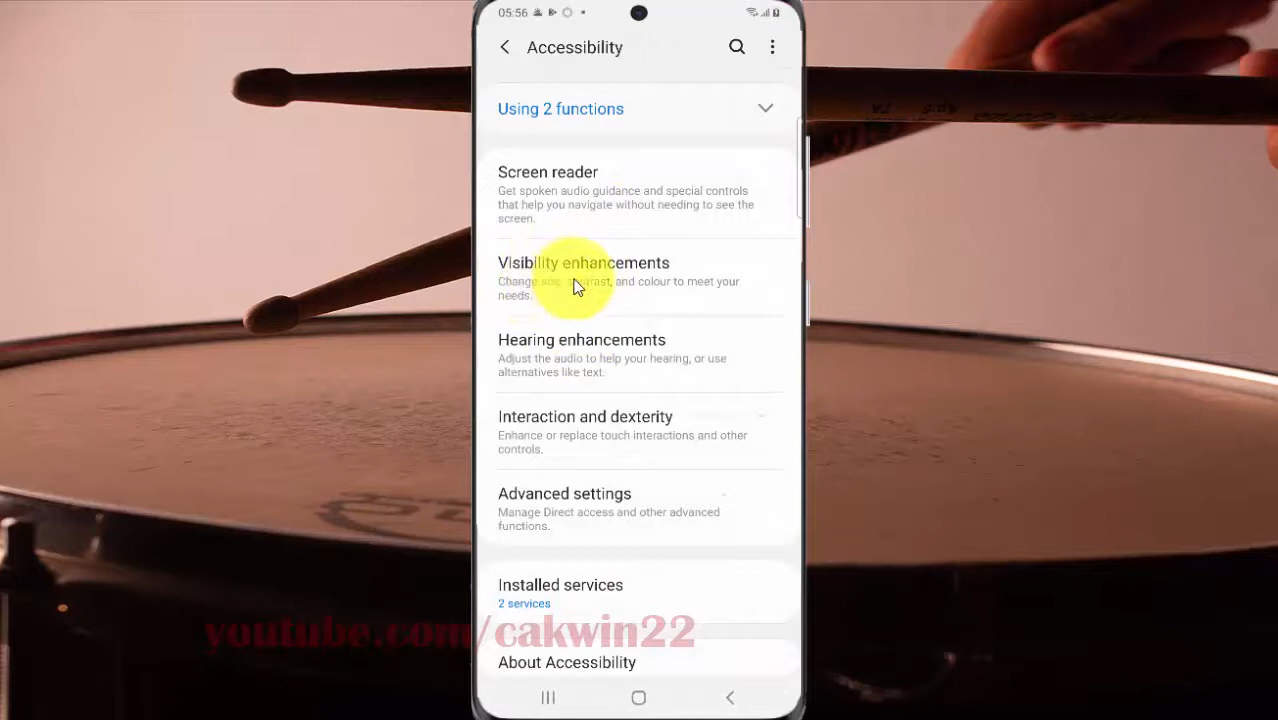 05:56
Accessibility
Using 2 functions
Screen reader
Get spoken audio guidance and special controls
that help you navigate without needing to see the
screen.
Visibility enhancements
Change size, contrast, and colour to meet your
needs.
Hearing enhancements
Adjust the audio to help your hearing, or use
alternatives like text.
Interaction and dexterity
Enhance or replace touch interactions and other
controls.
Advanced settings
Manage Direct access and other advanced
functions.
Installed services
2 services
youtube.com/cakwin22
About Accessibility